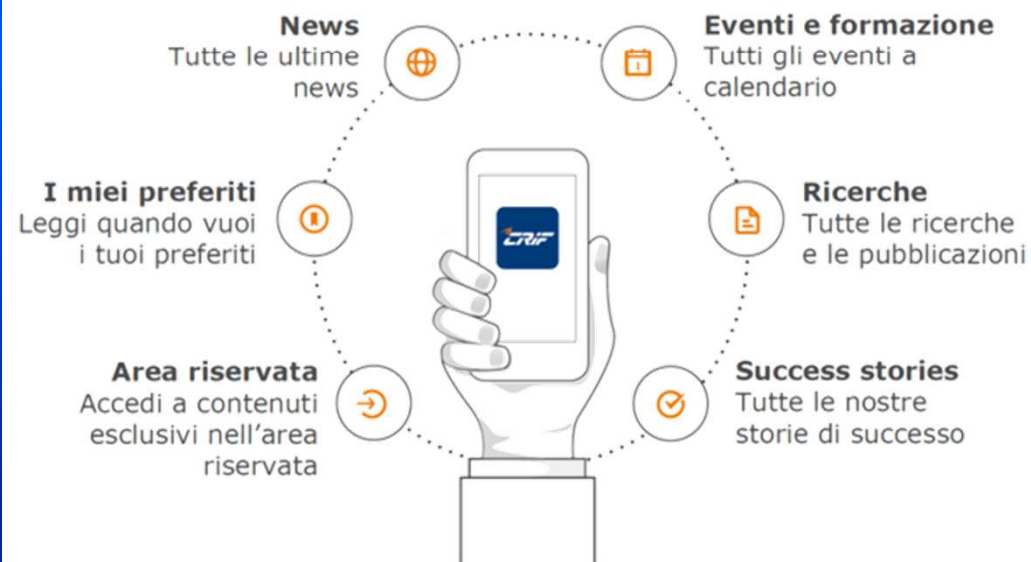 News
Tutte le ultime
news
Eventi e formazione
Tutti gli eventi a
calendario
I miei preferiti
Leggi quando vuoi
i tuoi preferiti
CRIF
Ricerche
Tutte le ricerche
e le pubblicazioni
Area riservata
Accedi a contenuti
esclusivi nell'area
riservata
Success stories
Tutte le nostre
storie di successo
1